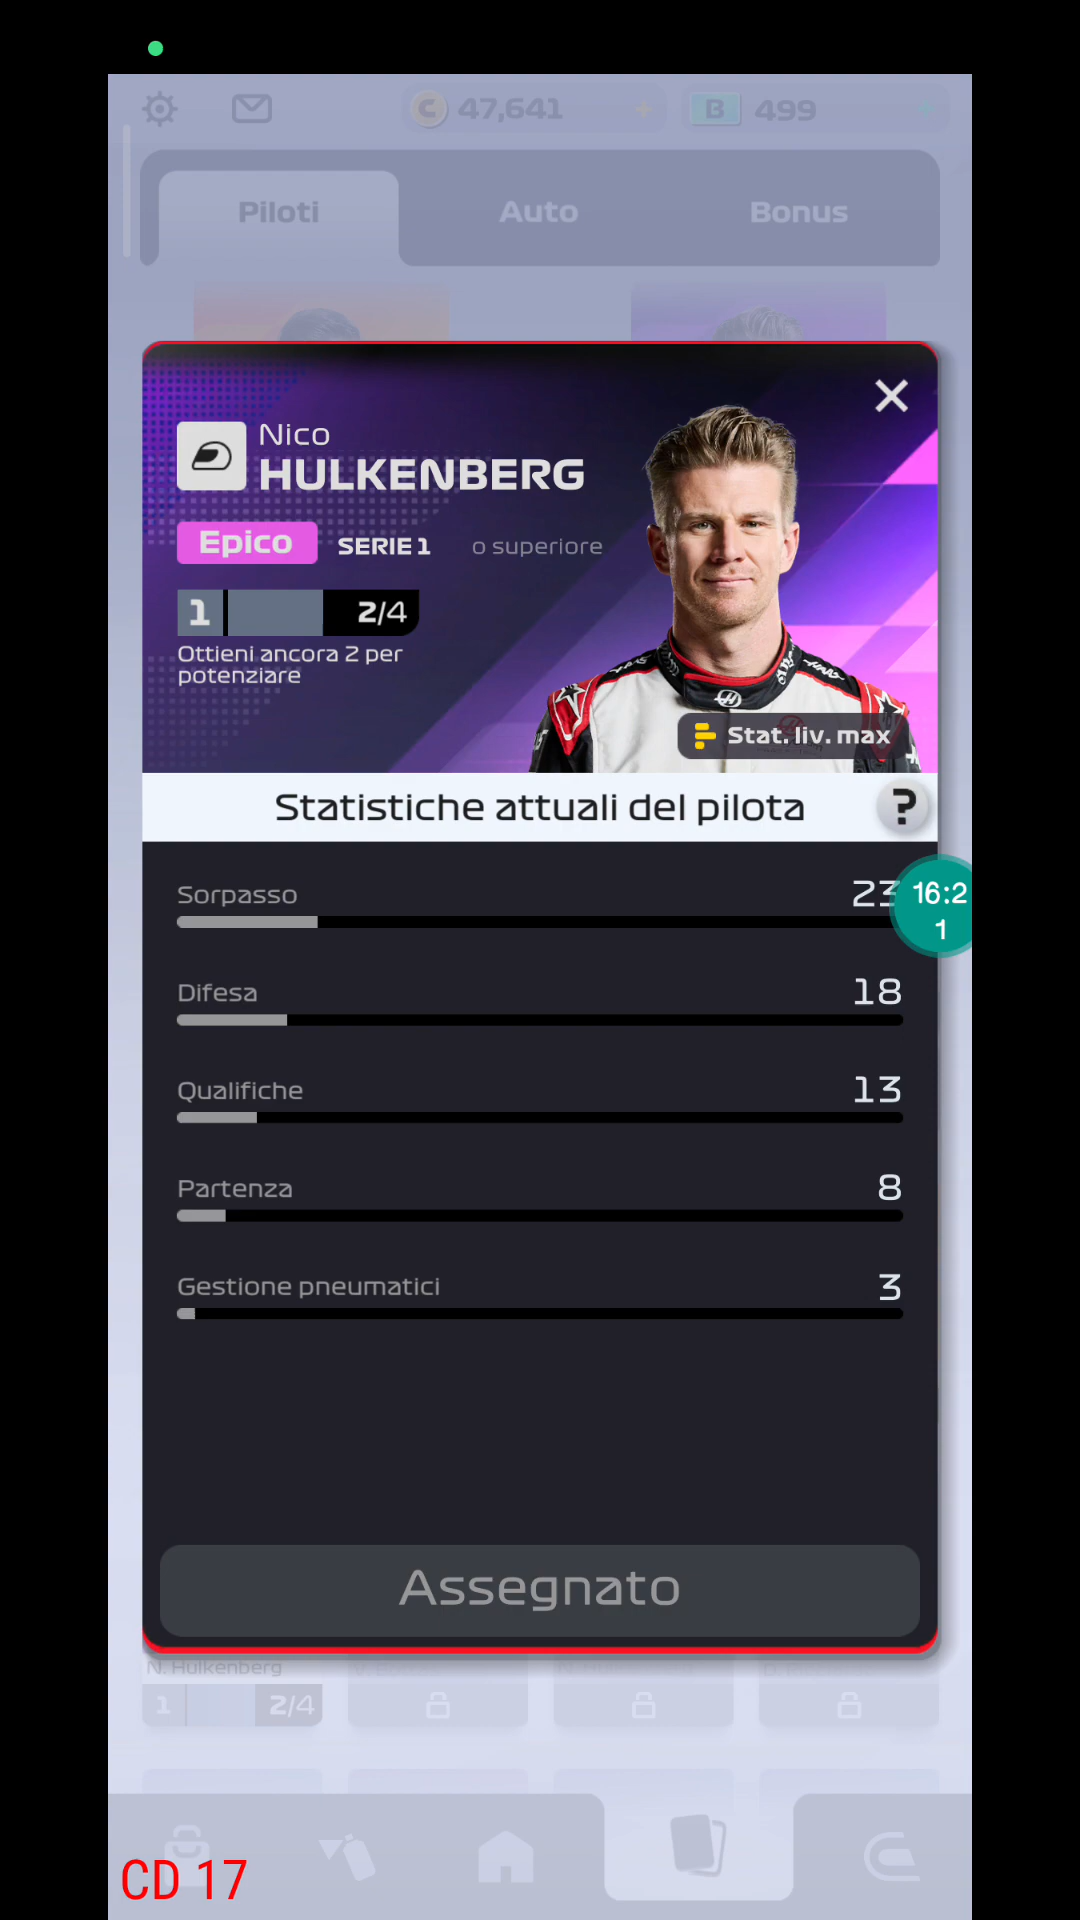 47,641
B 499
Piloti Auto Bonus
Nico
HULKENBERG
Epico SERIE 1 o superiore
1 2/4
Ottieni ancora 2 per
potenziare
Stat. liv. max
Statistiche attuali del pilota ?
Sorpasso 23
16:2
1
Difesa 18
Qualifiche 13
Partenza 8
Gestione pneumatici 3
Assegnato
N. Hulkenberg
1 2/4
CD 17